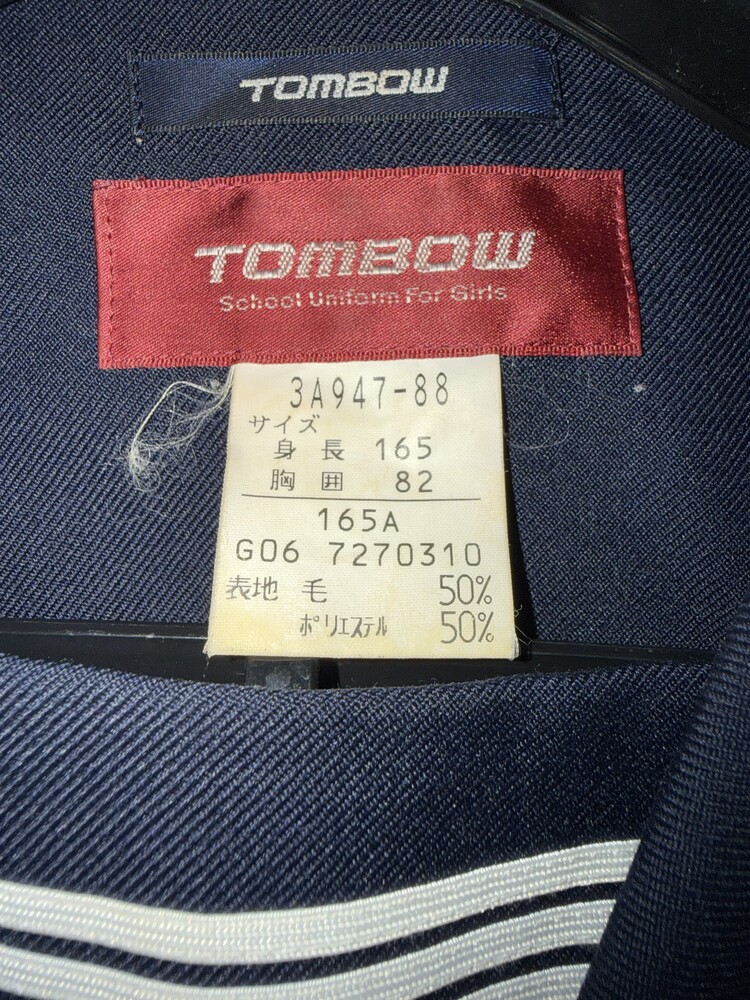 TOMBOW
TOMBOW
School Uniform For Girls
3A947-88
サイズ
身長 165
胸囲 82
165A
G06 7270310
表地 毛 50%
ポリエステル 50%